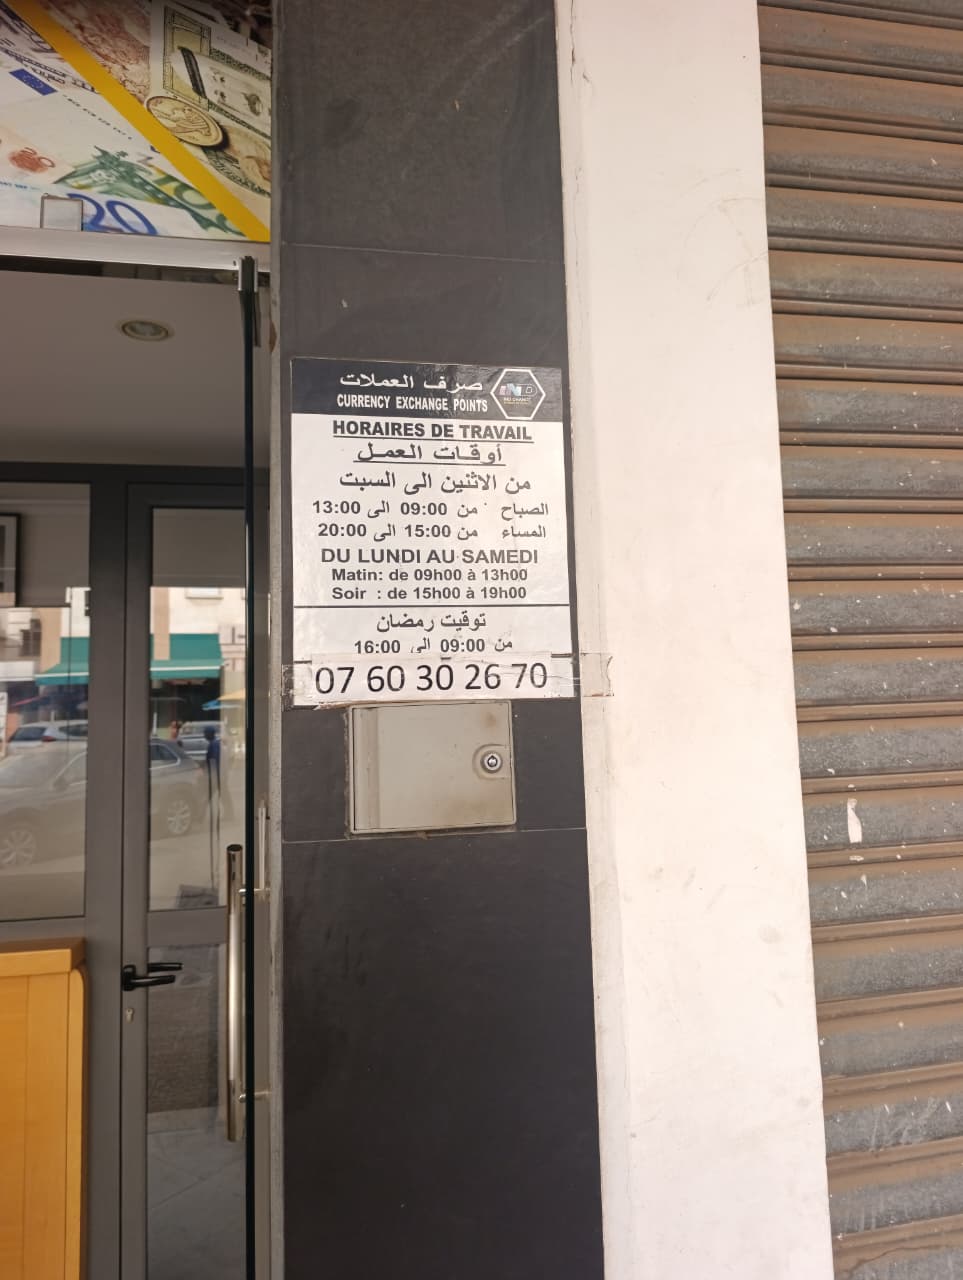 صرف العملات
CURRENCY EXCHANGE POINTS
IND
HORAIRES DE TRAVAIL
أوقات العمل
من الاثنين الى السبت
الصباح من 09:00 الى 13:00
المساء من 15:00 الى 20:00
DU LUNDI AU SAMEDI
Matin: de 09h00 à 13h00
Soir : de 15h00 à 19h00
توقيت رمضان
من 09:00 الى 16:00
07 60 30 26 70
20